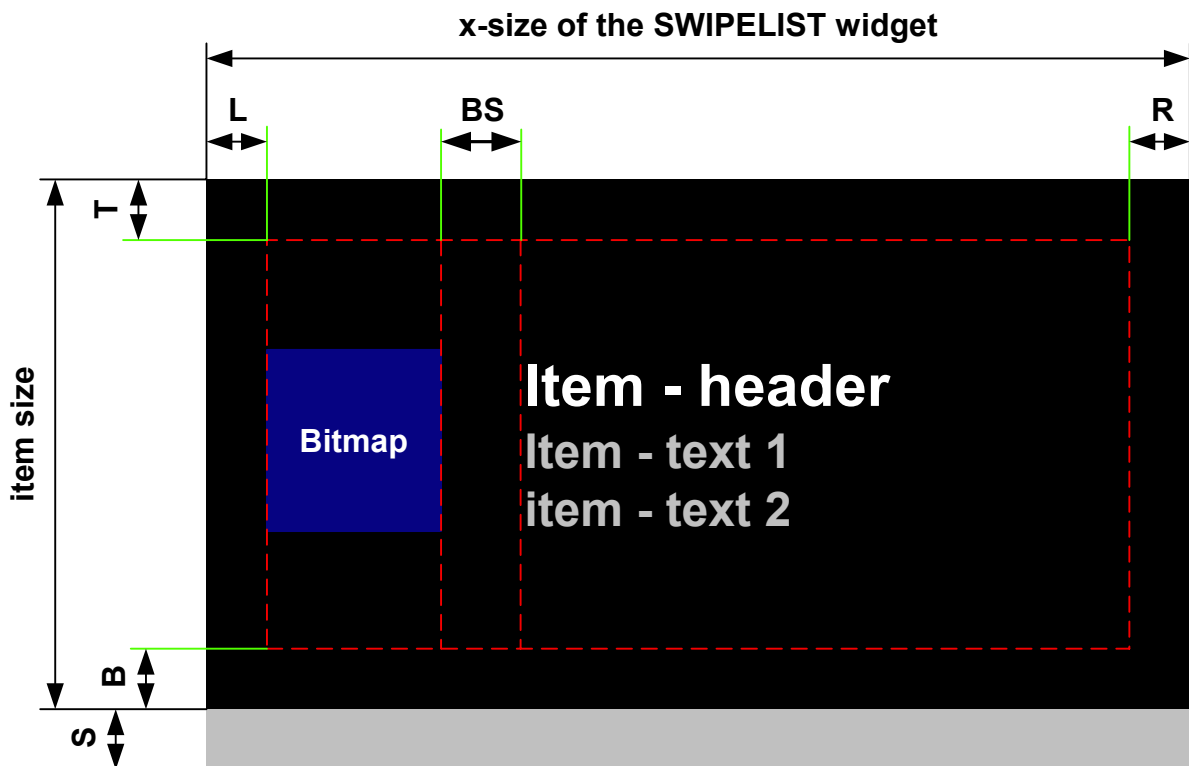 x-size of the SWIPELIST widget
L
BS
R
T
item size
Bitmap
Item - header
Item - text 1
item - text 2
B
S